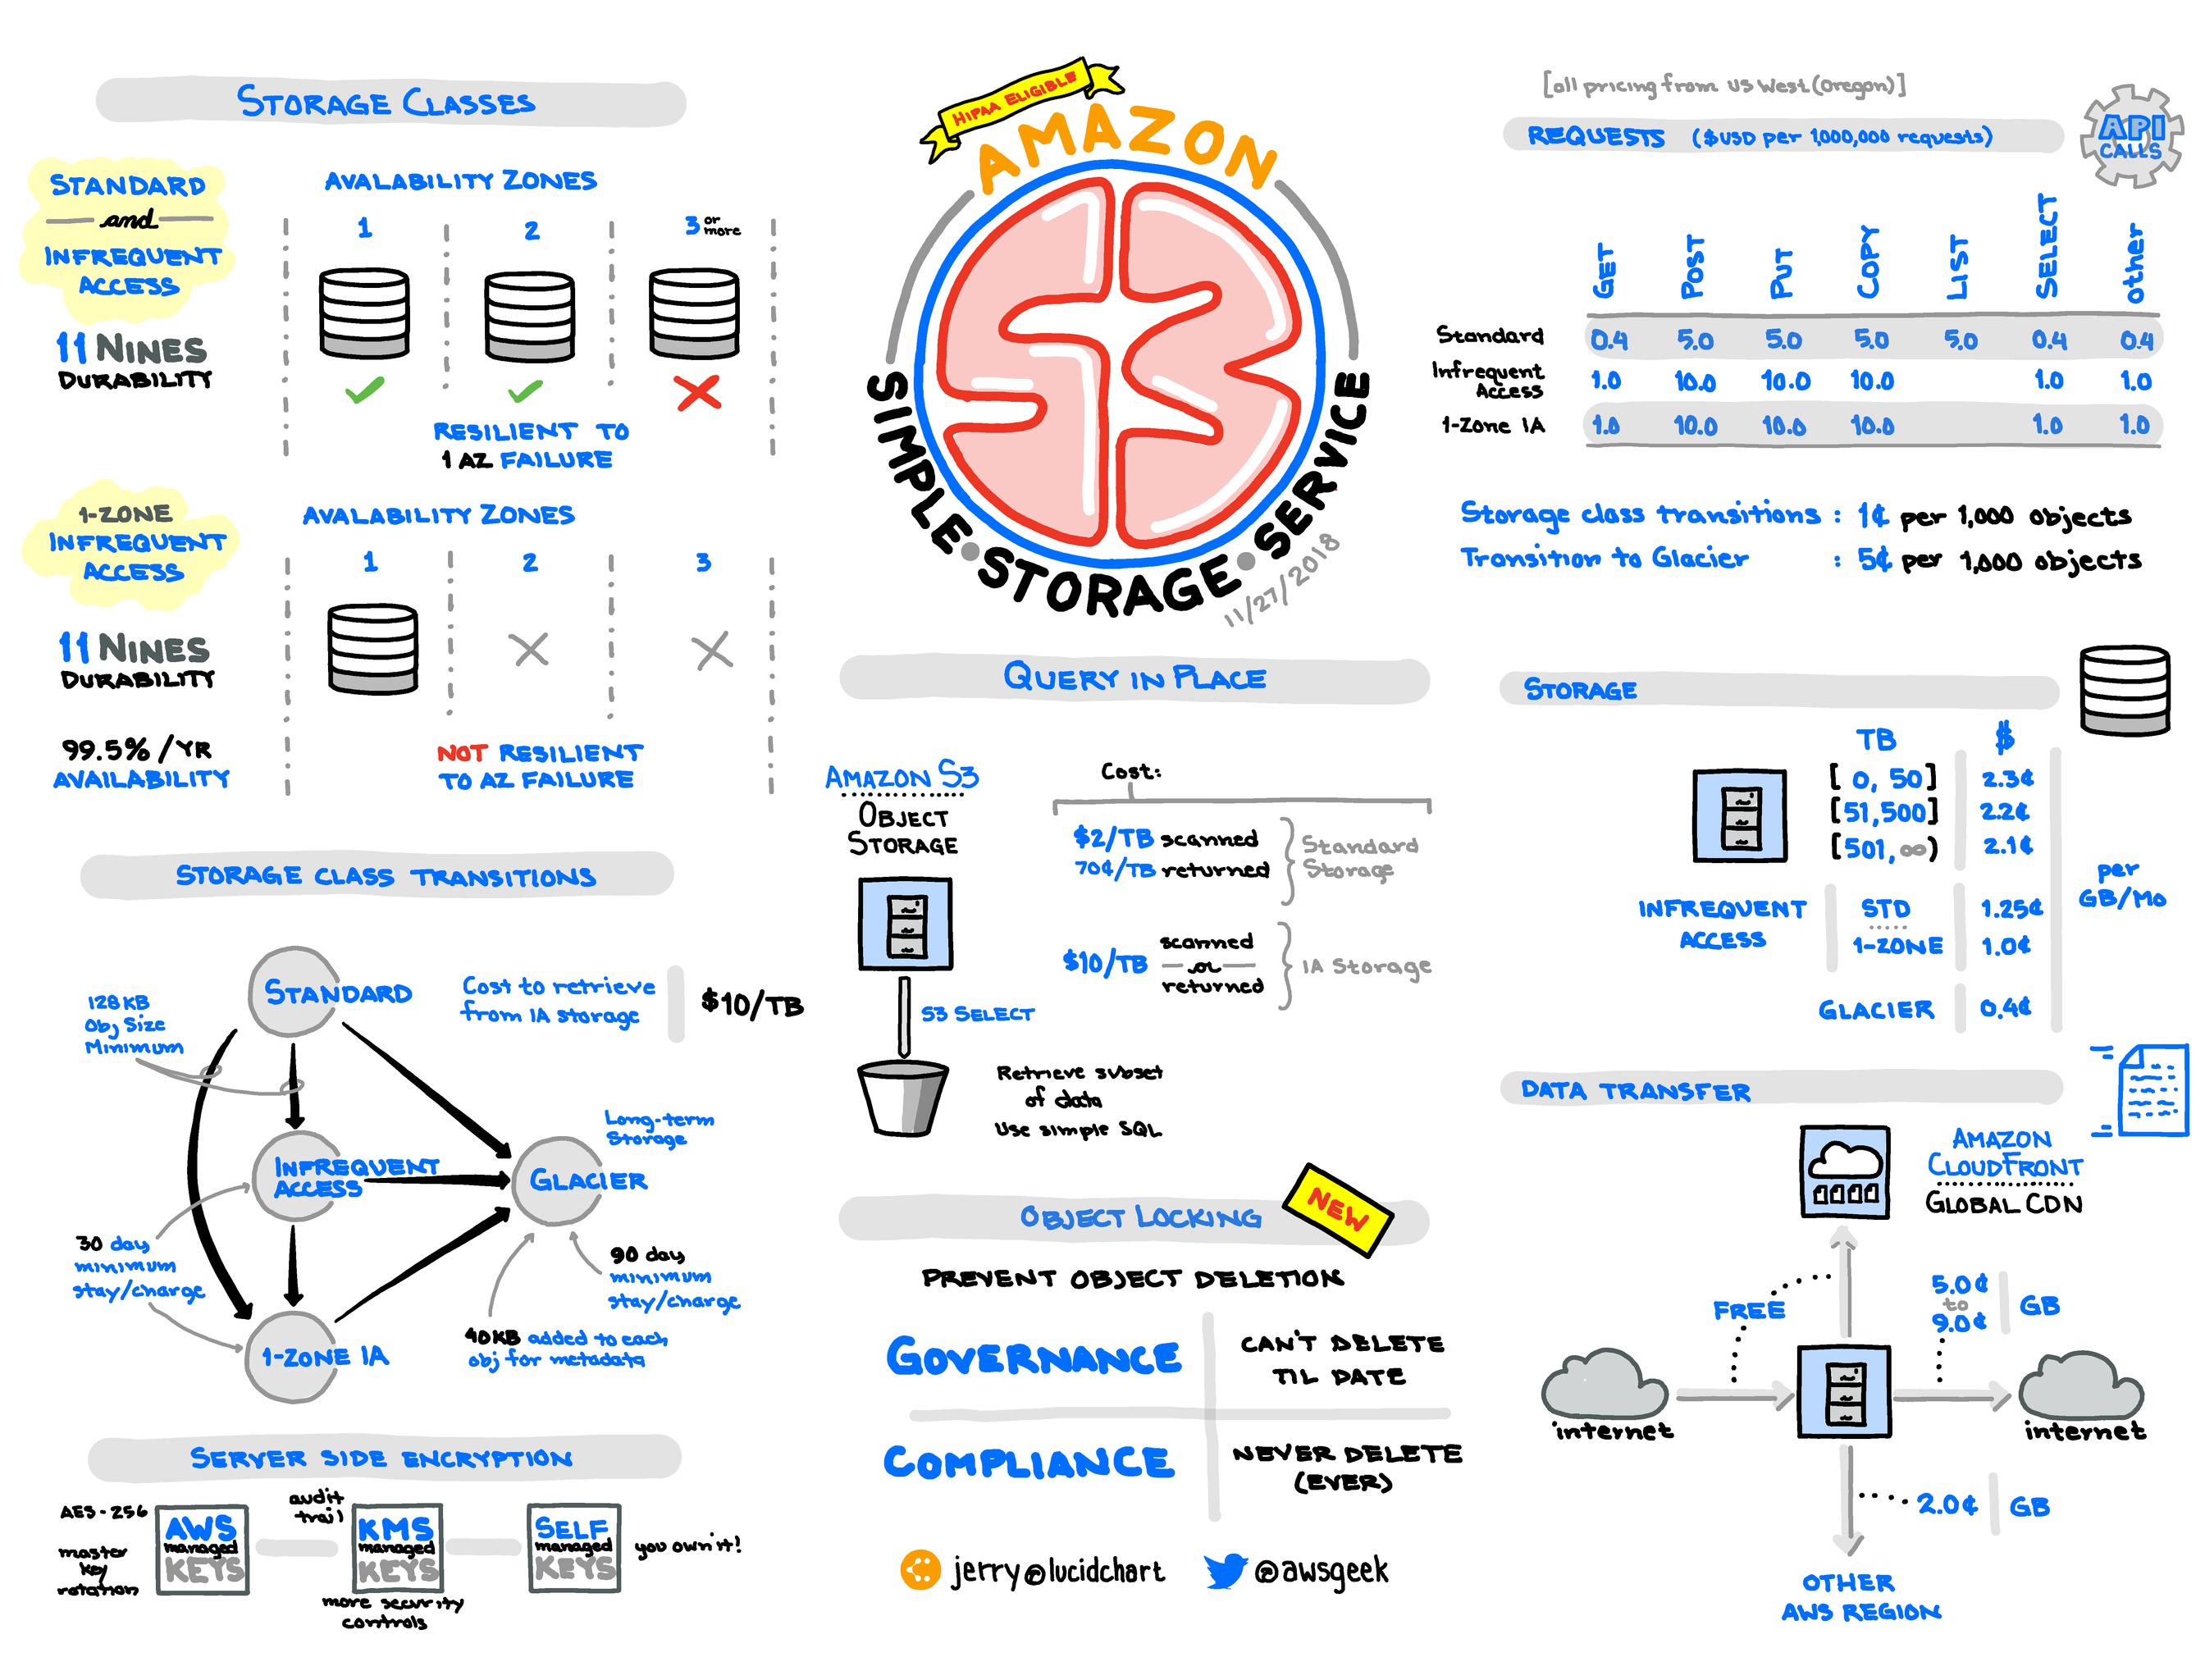 STORAGE CLASSES
STANDARD
and
INFREQUENT
ACCESS
11 NINES
DURABILITY
AVALABILITY ZONES
1
2
3 or more
RESILIENT TO
1 AZ FAILURE
1-ZONE
INFREQUENT
ACCESS
11 NINES
DURABILITY
99.5% /YR
AVAILABILITY
AVALABILITY ZONES
1
2
3
NOT RESILIENT
TO AZ FAILURE
STORAGE CLASS TRANSITIONS
STANDARD
128KB
Obj Size
Minimum
Cost to retrieve
from IA storage
$10/TB
INFREQUENT
ACCESS
Long-term
Storage
GLACIER
30 day
minimum
stay/charge
90 day
minimum
stay/charge
40KB added to each
obj for metadata
1-ZONE IA
SERVER SIDE ENCRYPTION
AES-256
master
key
rotation
AWS
managed
KEYS
audit
trail
KMS
managed
KEYS
more security
controls
SELF
managed
KEYS
you own it!
HIPAA ELIGIBLE
AMAZON
S3
SIMPLE • STORAGE • SERVICE
11/27/2018
QUERY IN PLACE
AMAZON S3
OBJECT
STORAGE
S3 SELECT
Cost:
$2/TB scanned
70¢/TB returned
Standard
Storage
$10/TB
scanned
or
returned
IA Storage
Retrieve subset
of data
Use simple SQL
OBJECT LOCKING
NEW
PREVENT OBJECT DELETION
GOVERNANCE
CAN'T DELETE
TIL DATE
COMPLIANCE
NEVER DELETE
(EVER)
jerry@lucidchart
@awsgeek
[all pricing from US West (Oregon)]
REQUESTS ($USD per 1,000,000 requests)
API
CALLS
GET POST PUT COPY LIST SELECT other
Standard 0.4 5.0 5.0 5.0 5.0 0.4 0.4
Infrequent
Access 1.0 10.0 10.0 10.0 1.0 1.0
1-Zone IA 1.0 10.0 10.0 10.0 1.0 1.0
Storage class transitions : 1¢ per 1,000 objects
Transition to Glacier : 5¢ per 1,000 objects
STORAGE
TB $
[0, 50] 2.3¢
[51,500] 2.2¢
[501, ∞) 2.1¢
INFREQUENT
ACCESS
STD 1.25¢
1-ZONE 1.0¢
GLACIER 0.4¢
per
GB/Mo
DATA TRANSFER
AMAZON
CLOUDFRONT
GLOBAL CDN
FREE
5.0¢
to
9.0¢
GB
internet
internet
2.0¢ GB
OTHER
AWS REGION